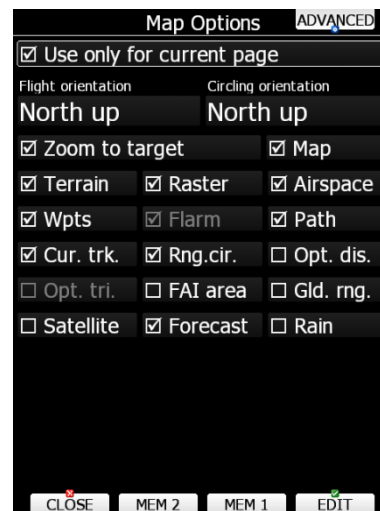 Map Options ADVANCED
Use only for current page
Flight orientation Circling orientation
North up North up
Zoom to target Map
Terrain Raster Airspace
Wpts Flarm Path
Cur. trk. Rng.cir. Opt. dis.
Opt. tri. FAI area Gld. rng.
Satellite Forecast Rain
CLOSE MEM 2 MEM 1 EDIT